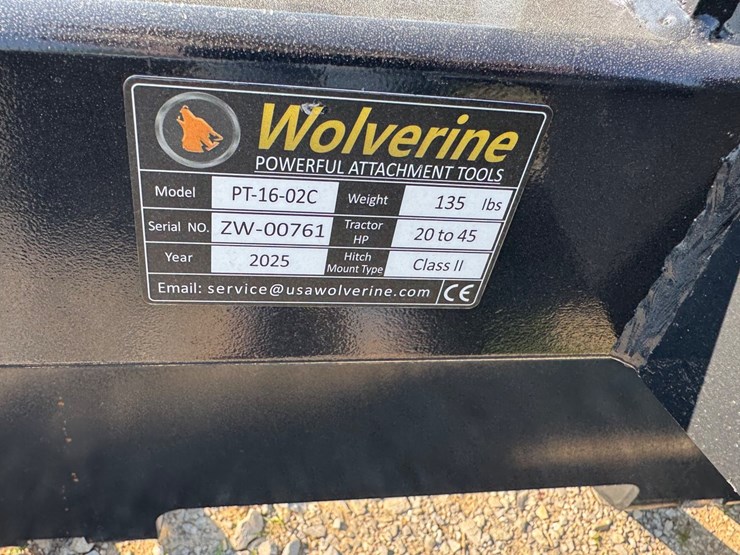 Wolverine
POWERFUL ATTACHMENT TOOLS
Model PT-16-02C Weight 135 lbs
Serial NO. ZW-00761 Tractor HP 20 to 45
Year 2025 Hitch Mount Type Class II
Email: service@usawolverine.com CE